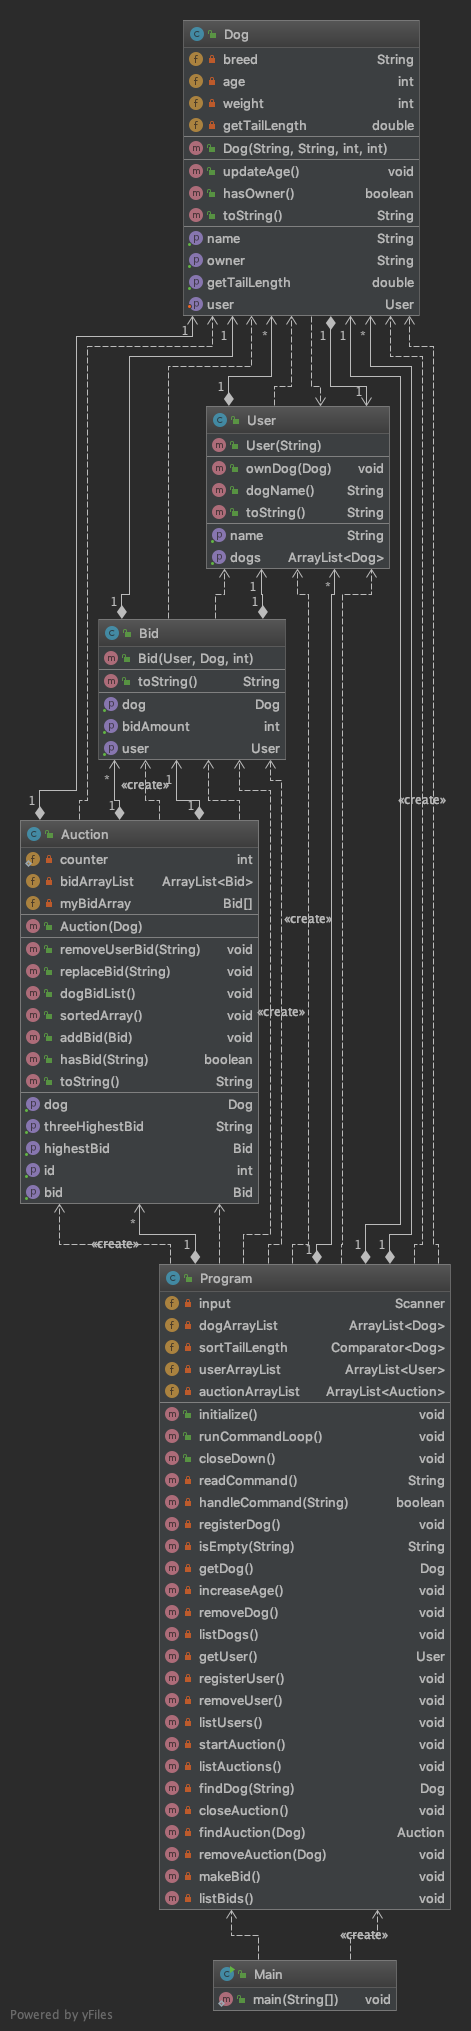 Dog
breed String
age int
weight int
getTailLength double
Dog(String, String, int, int)
updateAge() void
hasOwner() boolean
toString() String
name String
owner String
getTailLength double
user User
1 1 * 1 1 *
1 1
User
User(String)
ownDog(Dog) void
dogName() String
toString() String
name String
dogs ArrayList<Dog>
1 *
1 1
Bid
Bid(User, Dog, int)
toString() String
dog Dog
bidAmount int
user User
* 1
«create»
1 1 1
«create»
Auction
counter int
bidArrayList ArrayList<Bid>
myBidArray Bid[]
Auction(Dog)
«create»
removeUserBid(String) void
replaceBid(String) void
dogBidList() void
«create»
sortedArray() void
addBid(Bid) void
hasBid(String) boolean
toString() String
dog Dog
threeHighestBid String
highestBid Bid
id int
bid Bid
*
«create» 1 1 1 1
Program
input Scanner
dogArrayList ArrayList<Dog>
sortTailLength Comparator<Dog>
userArrayList ArrayList<User>
auctionArrayList ArrayList<Auction>
initialize() void
runCommandLoop() void
closeDown() void
readCommand() String
handleCommand(String) boolean
registerDog() void
isEmpty(String) String
getDog() Dog
increaseAge() void
removeDog() void
listDogs() void
getUser() User
registerUser() void
removeUser() void
listUsers() void
startAuction() void
listAuctions() void
findDog(String) Dog
closeAuction() void
findAuction(Dog) Auction
removeAuction(Dog) void
makeBid() void
listBids() void
«create»
Main
main(String[]) void
Powered by yFiles